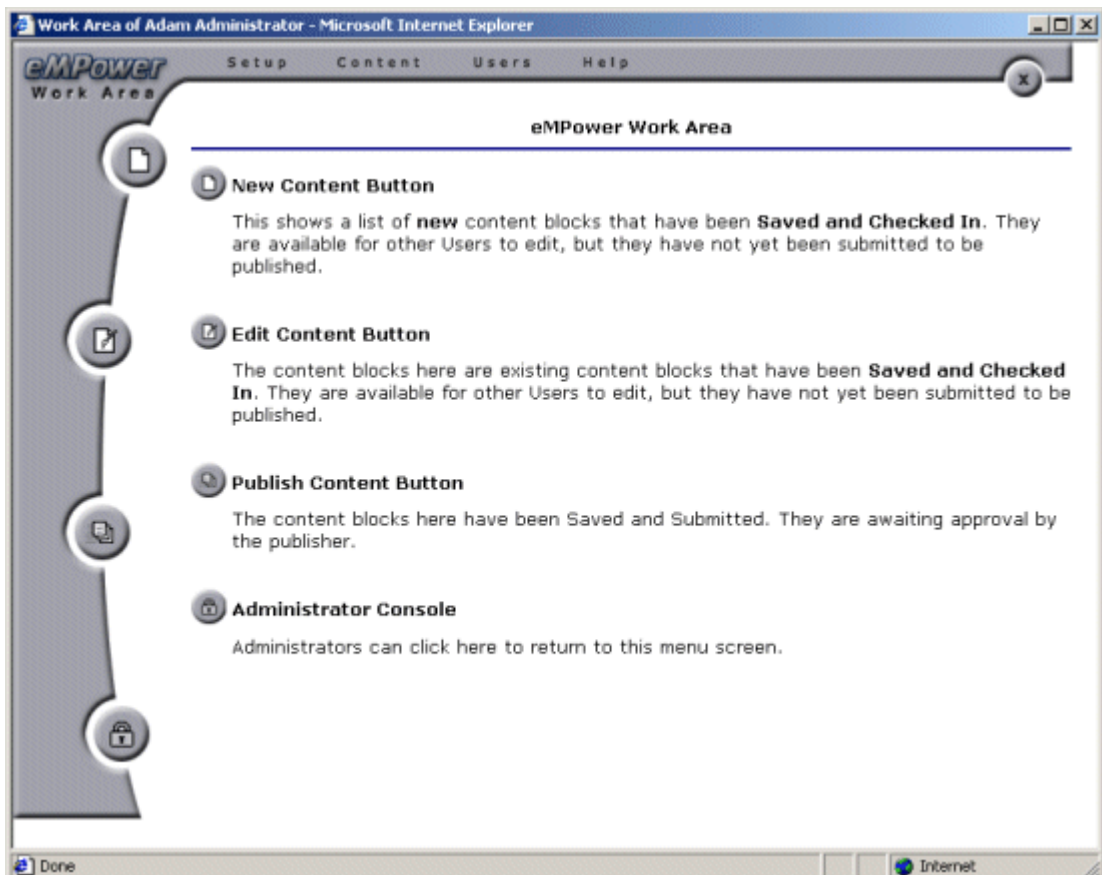 Work Area of Adam Administrator - Microsoft Internet Explorer
eMPower
Work Area
Setup Content Users Help
x
eMPower Work Area
New Content Button
This shows a list of new content blocks that have been Saved and Checked In. They
are available for other Users to edit, but they have not yet been submitted to be
published.
Edit Content Button
The content blocks here are existing content blocks that have been Saved and Checked
In. They are available for other Users to edit, but they have not yet been submitted to be
published.
Publish Content Button
The content blocks here have been Saved and Submitted. They are awaiting approval by
the publisher.
Administrator Console
Administrators can click here to return to this menu screen.
Done Internet